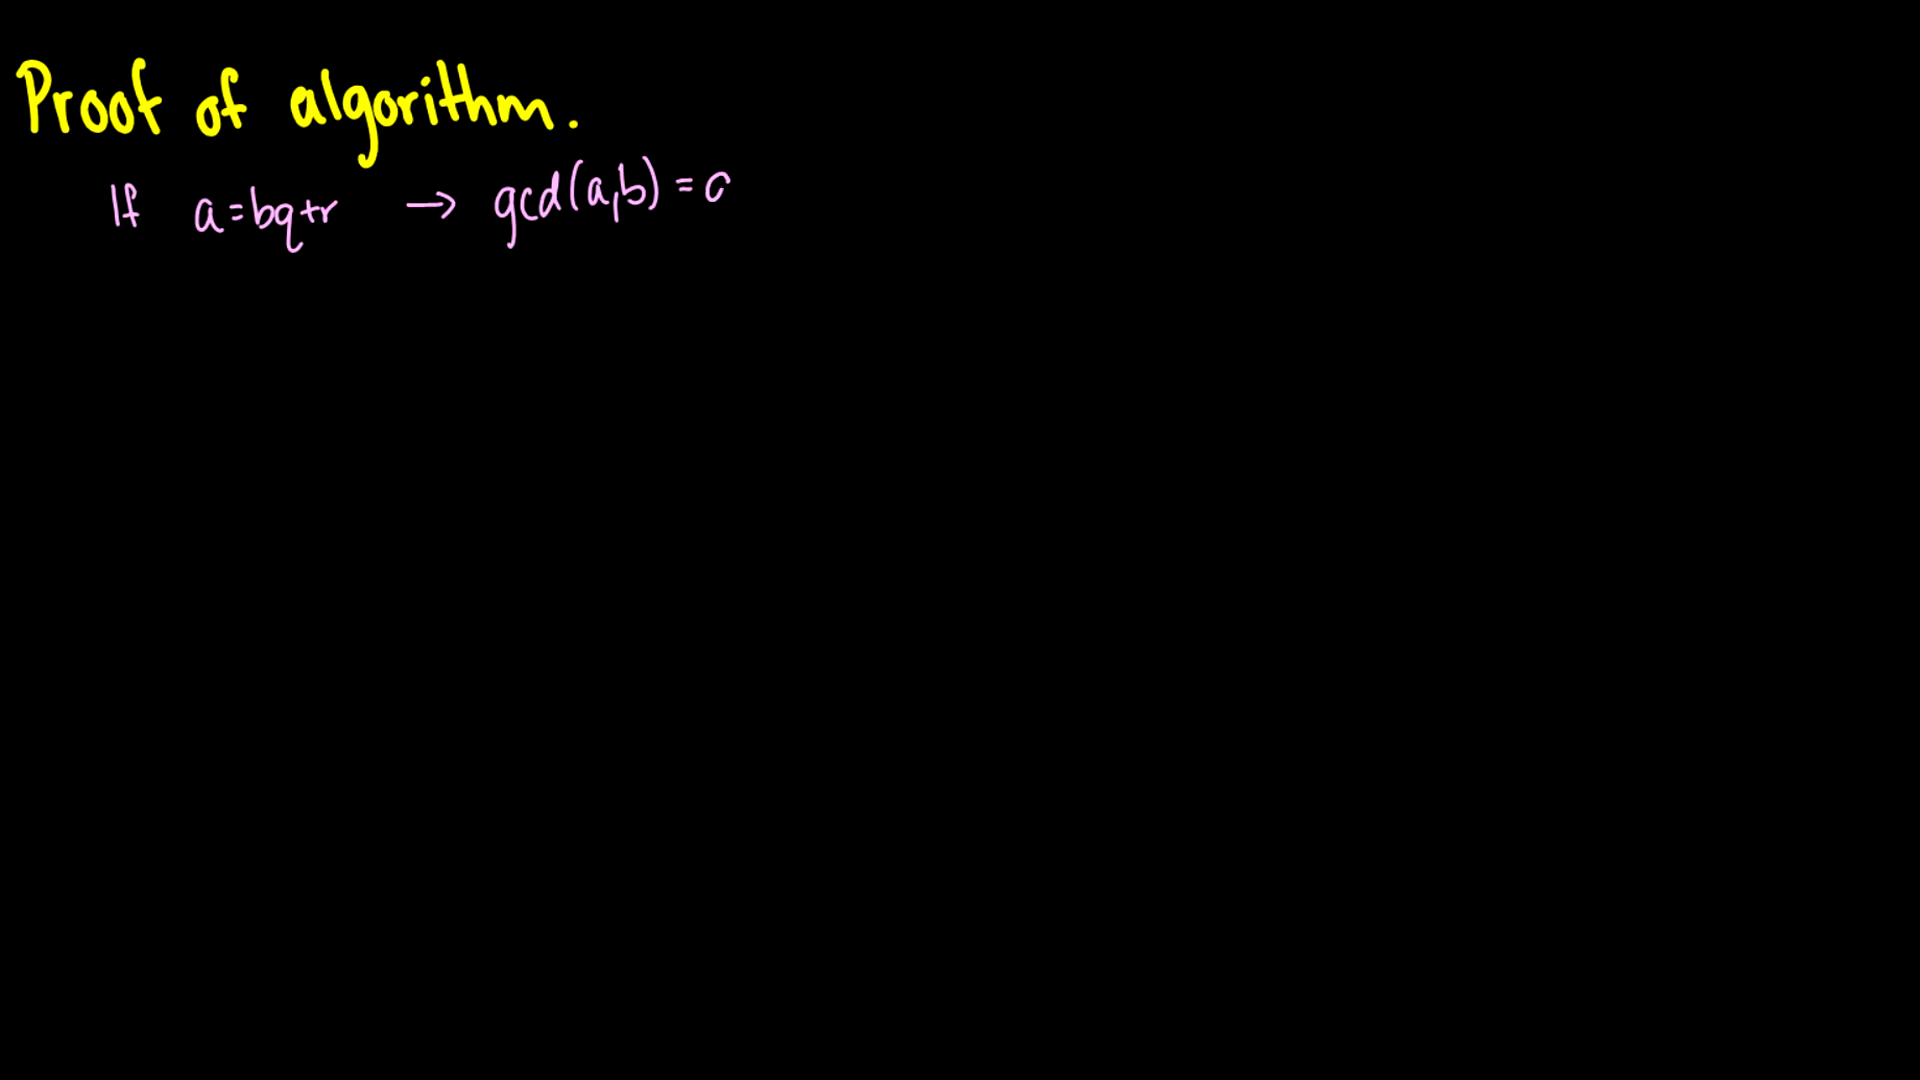 Proof of algorithm.
If a=bq+r → gcd(a,b) = c